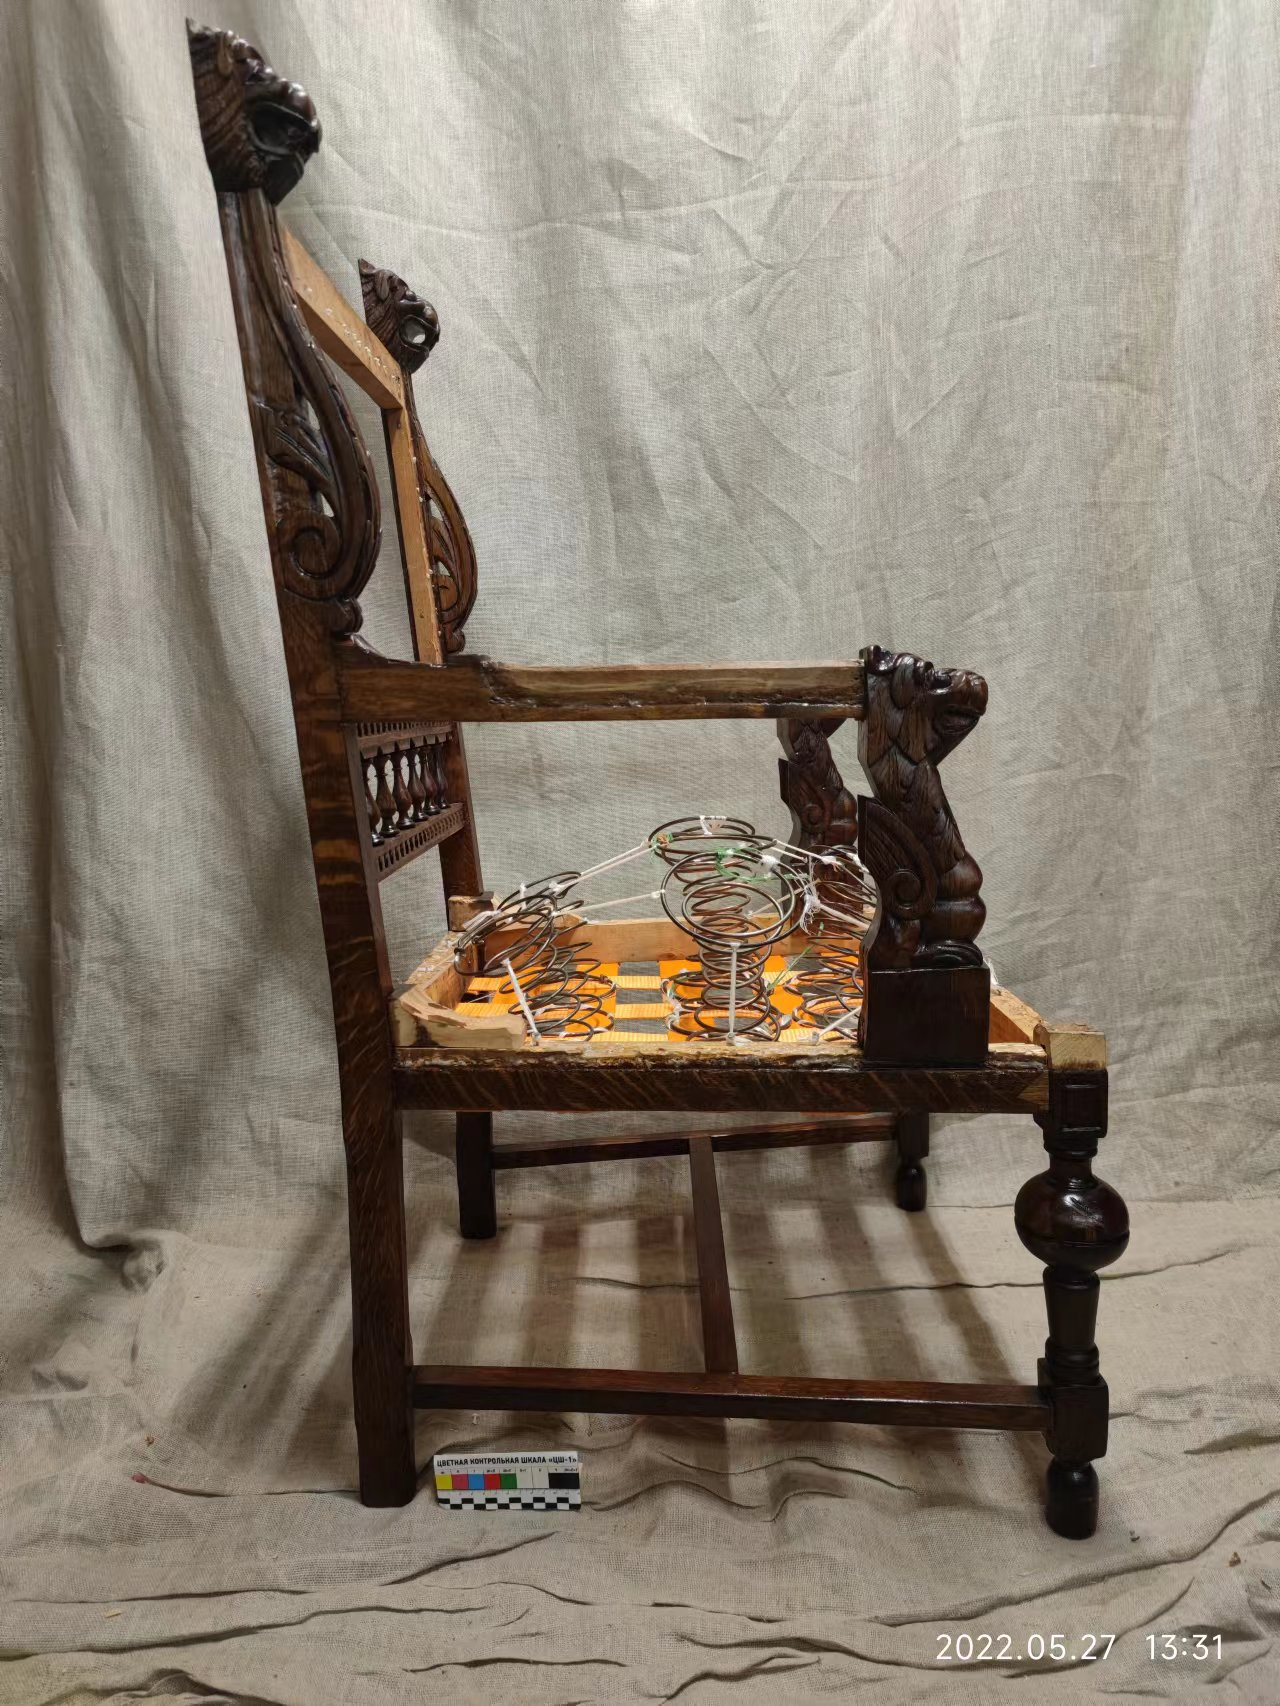 ЦВЕТНАЯ КОНТРОЛЬНАЯ ШКАЛА «ЦШ-1»
2022.05.27 13:31